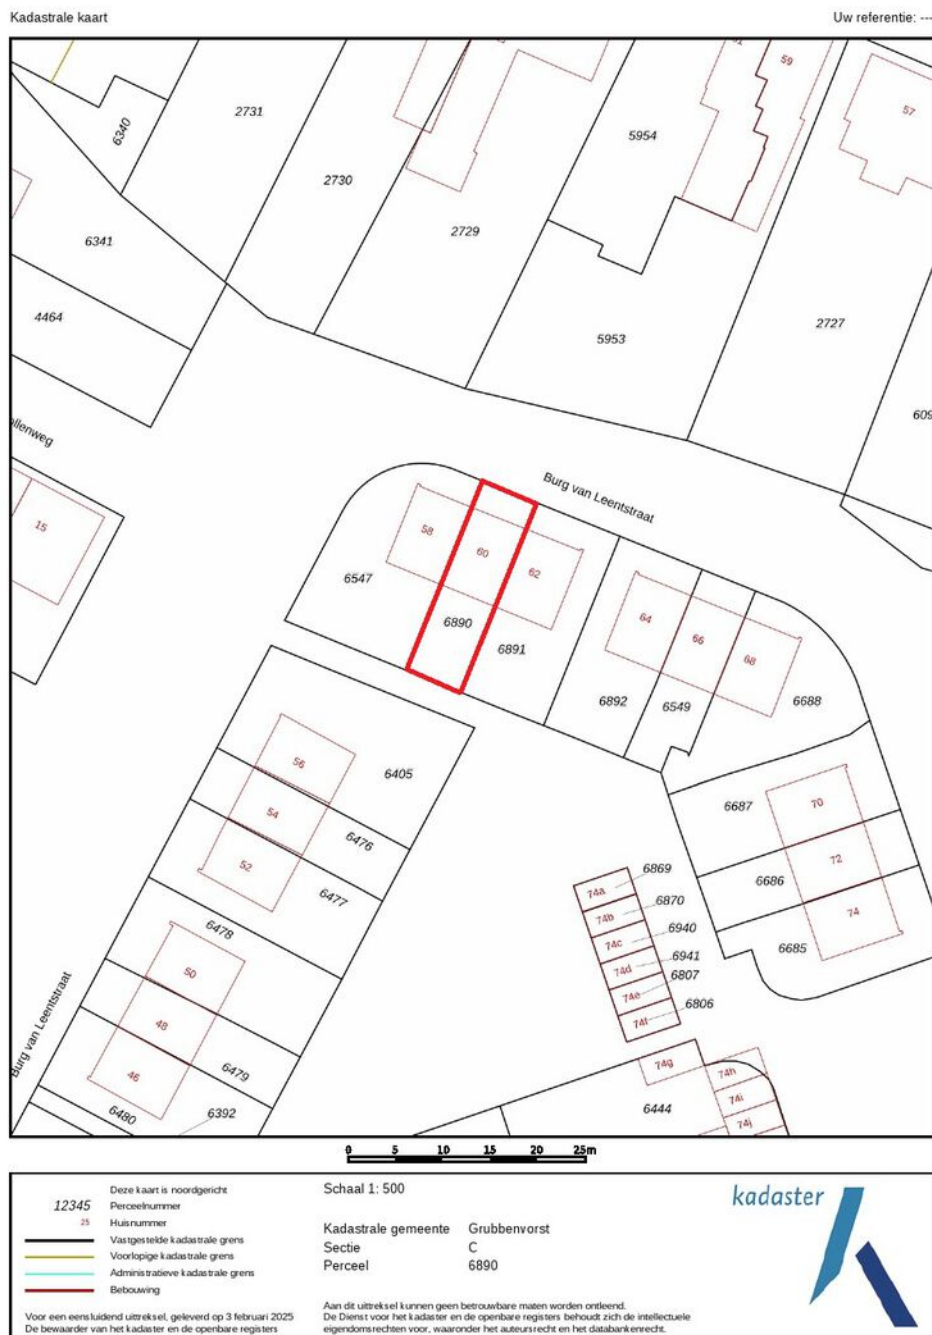 Kadastrale kaart
Uw referentie: ---
59
57
2731
6340
5954
2730
2729
6341
4464
5953
2727
609
ollenweg
Burg van Leentstraat
15
58
60
62
6547
6890
6891
64
66
68
6892
6549
6688
56
54
52
6405
6476
6477
6478
50
48
46
6479
6480
6392
Burg van Leentstraat
6687
70
6686
72
6685
74
74a
6869
74b
6870
74c
6940
74d
6941
74e
6807
74f
6806
74g
74h
74i
74j
6444
0 5 10 15 20 25m
Deze kaart is noordgericht
12345 Perceelnummer
25 Huisnummer
Vastgestelde kadastrale grens
Voorlopige kadastrale grens
Administratieve kadastrale grens
Bebouwing
Voor een eensluidend uittreksel, geleverd op 3 februari 2025
De bewaarder van het kadaster en de openbare registers
Schaal 1: 500
Kadastrale gemeente Grubbenvorst
Sectie C
Perceel 6890
Aan dit uittreksel kunnen geen betrouwbare maten worden ontleend.
De Dienst voor het kadaster en de openbare registers behoudt zich de intellectuele
eigendomsrechten voor, waaronder het auteursrecht en het databankenrecht.
kadaster